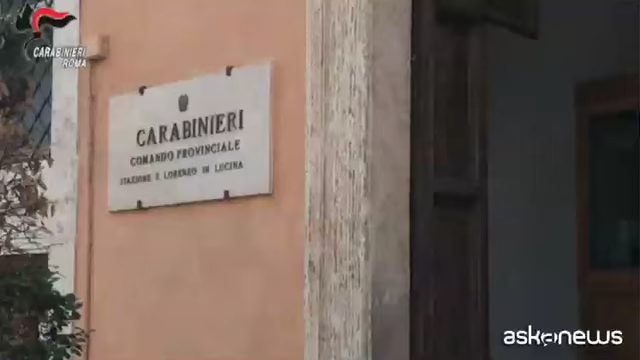 CARABINIERI
ROMA
CARABINIERI
COMANDO PROVINCIALE
STAZIONE S. LORENZO IN LUCINA
askanews